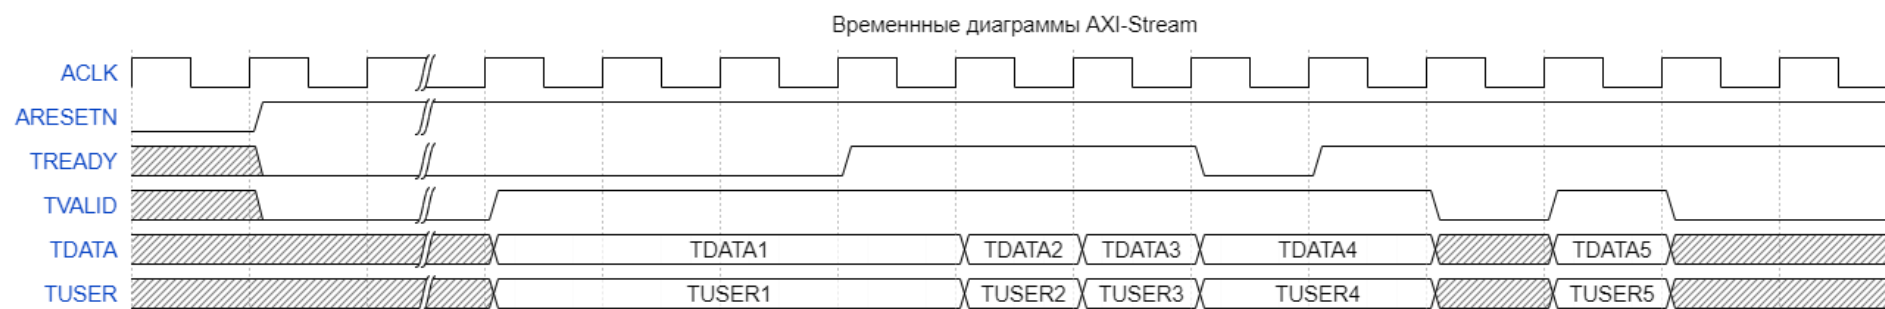 Временнные диаграммы AXI-Stream
ACLK
ARESETN
TREADY
TVALID
TDATA TDATA1 TDATA2 TDATA3 TDATA4 TDATA5
TUSER TUSER1 TUSER2 TUSER3 TUSER4 TUSER5